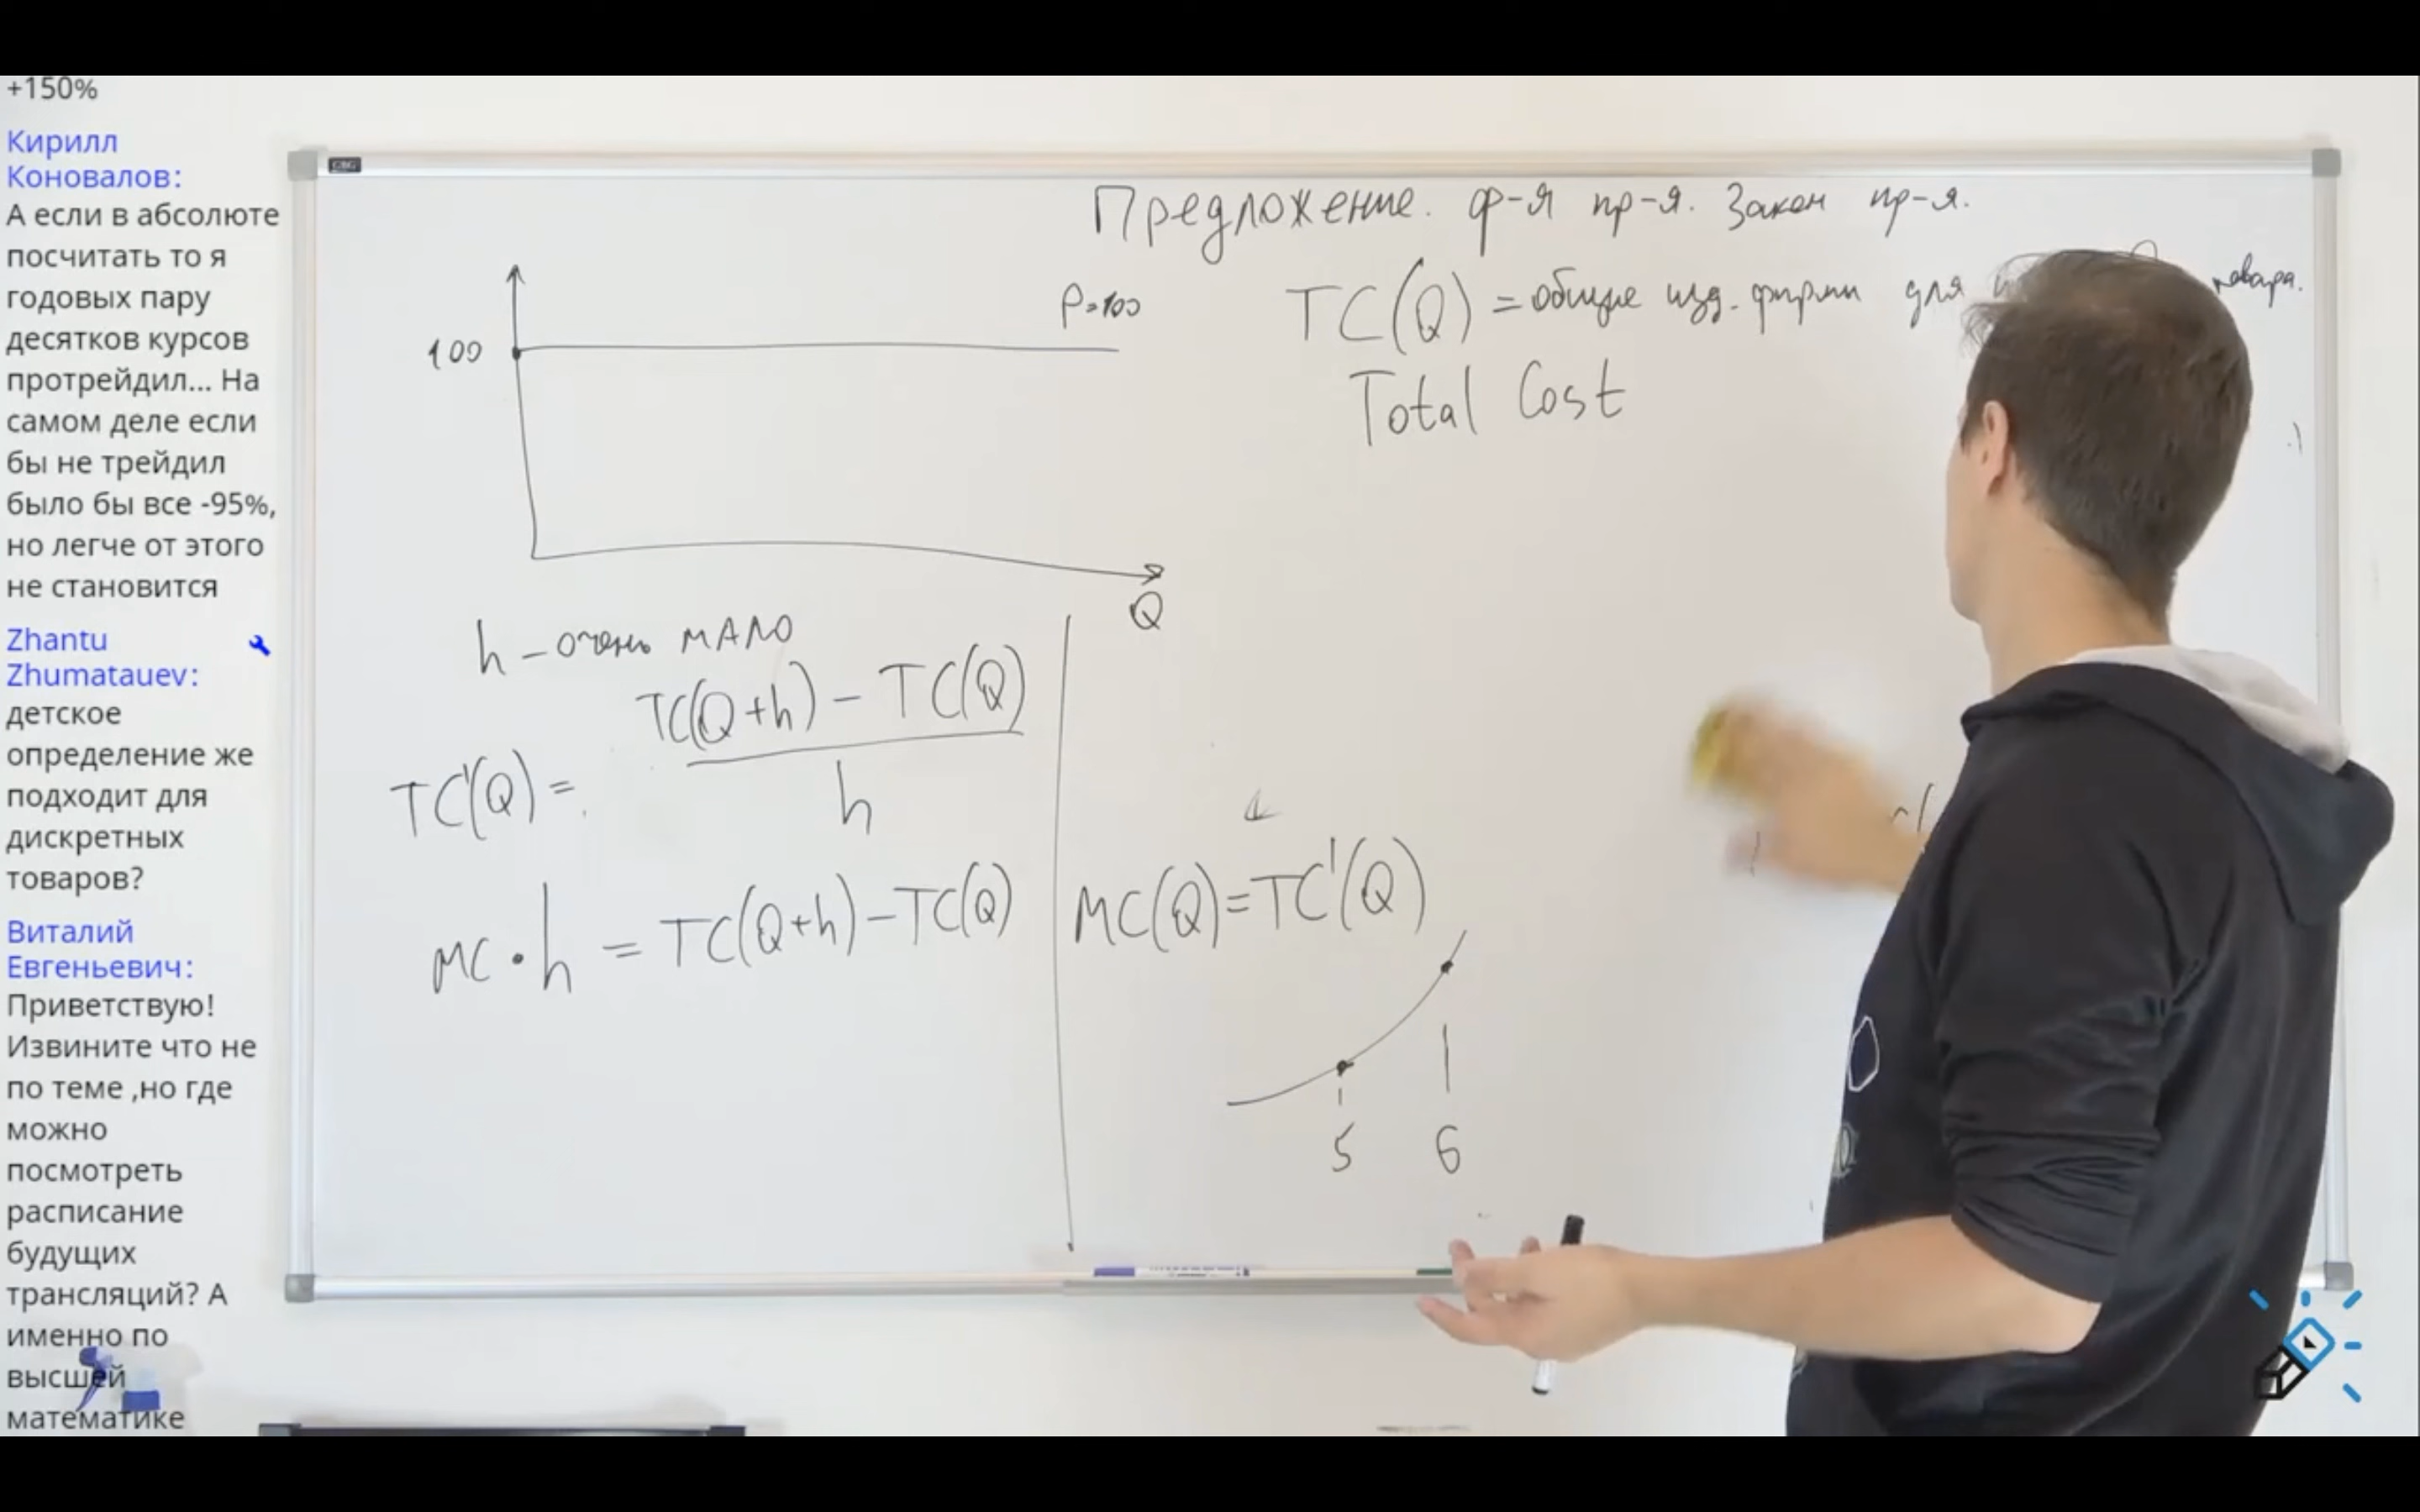 +150%
Кирилл
Коновалов:
А если в абсолюте
посчитать то я
годовых пару
десятков курсов
протрейдил... На
самом деле если
бы не трейдил
было бы все -95%,
но легче от этого
не становится
Zhantu
Zhumatauev:
детское
определение же
подходит для
дискретных
товаров?
Виталий
Евгеньевич:
Приветствую!
Извините что не
по теме ,но где
можно
посмотреть
расписание
будущих
трансляций? А
именно по
высшей
математике
Предложение. ф-я пр-я. Закон пр-я.
TC(Q) = общие изд. фирмы для товара.
Total Cost
P=100
100
Q
h – очень МАЛО
TC(Q+h) – TC(Q)
TC'(Q) =
h
MC • h = TC(Q+h) – TC(Q)
MC(Q) = TC'(Q)
5 6